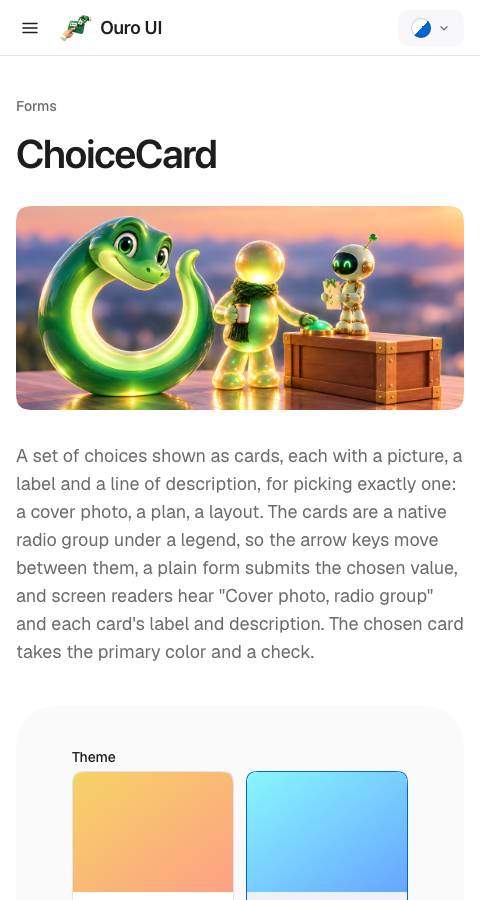 Ouro UI
Forms
ChoiceCard
A set of choices shown as cards, each with a picture, a
label and a line of description, for picking exactly one:
a cover photo, a plan, a layout. The cards are a native
radio group under a legend, so the arrow keys move
between them, a plain form submits the chosen value,
and screen readers hear "Cover photo, radio group"
and each card's label and description. The chosen card
takes the primary color and a check.
Theme